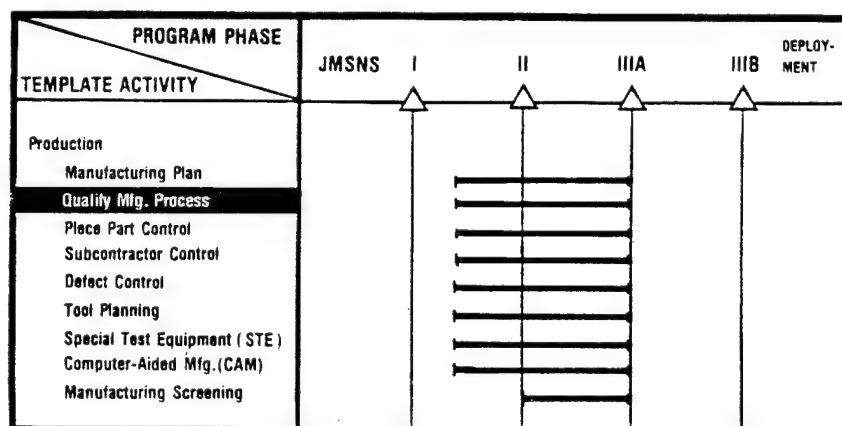 PROGRAM PHASE
TEMPLATE ACTIVITY
JMSNS I II IIIA IIIB DEPLOY-
MENT
Production
Manufacturing Plan
Qualify Mfg. Process
Piece Part Control
Subcontractor Control
Defect Control
Tool Planning
Special Test Equipment (STE)
Computer-Aided Mfg.(CAM)
Manufacturing Screening